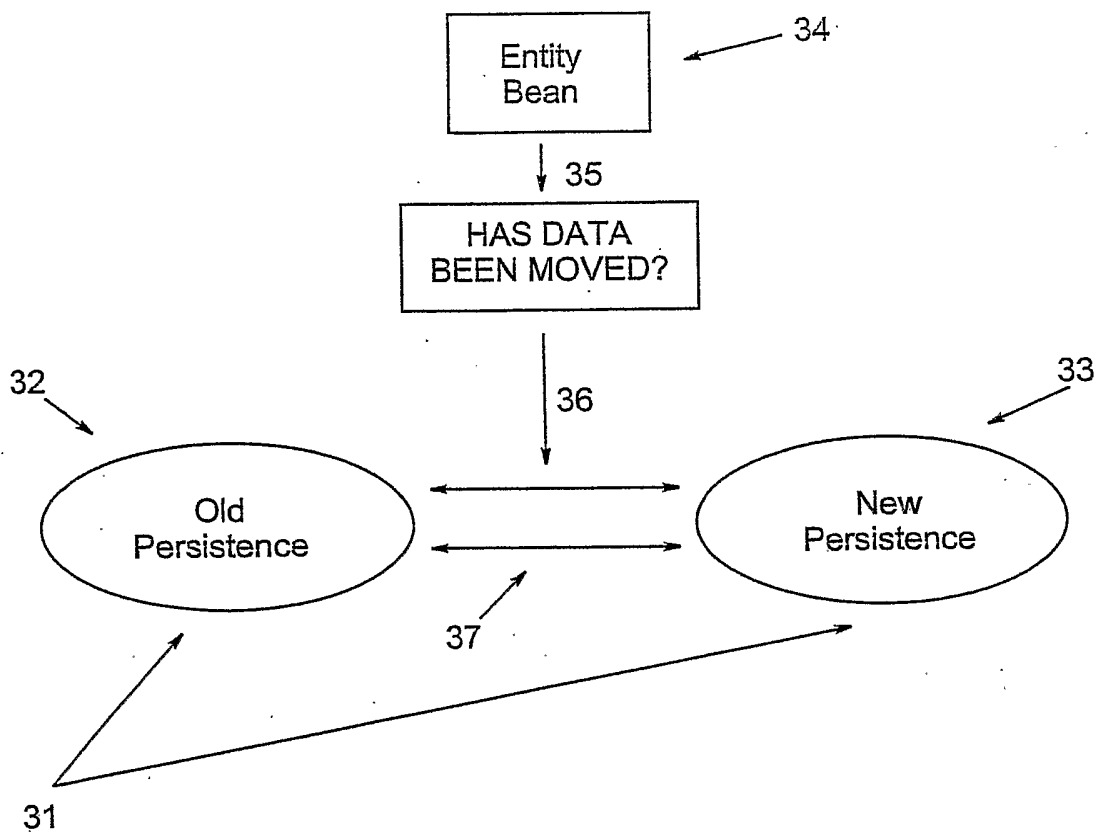 34
Entity
Bean
35
HAS DATA
BEEN MOVED?
32
36
33
Old
Persistence
New
Persistence
37
31